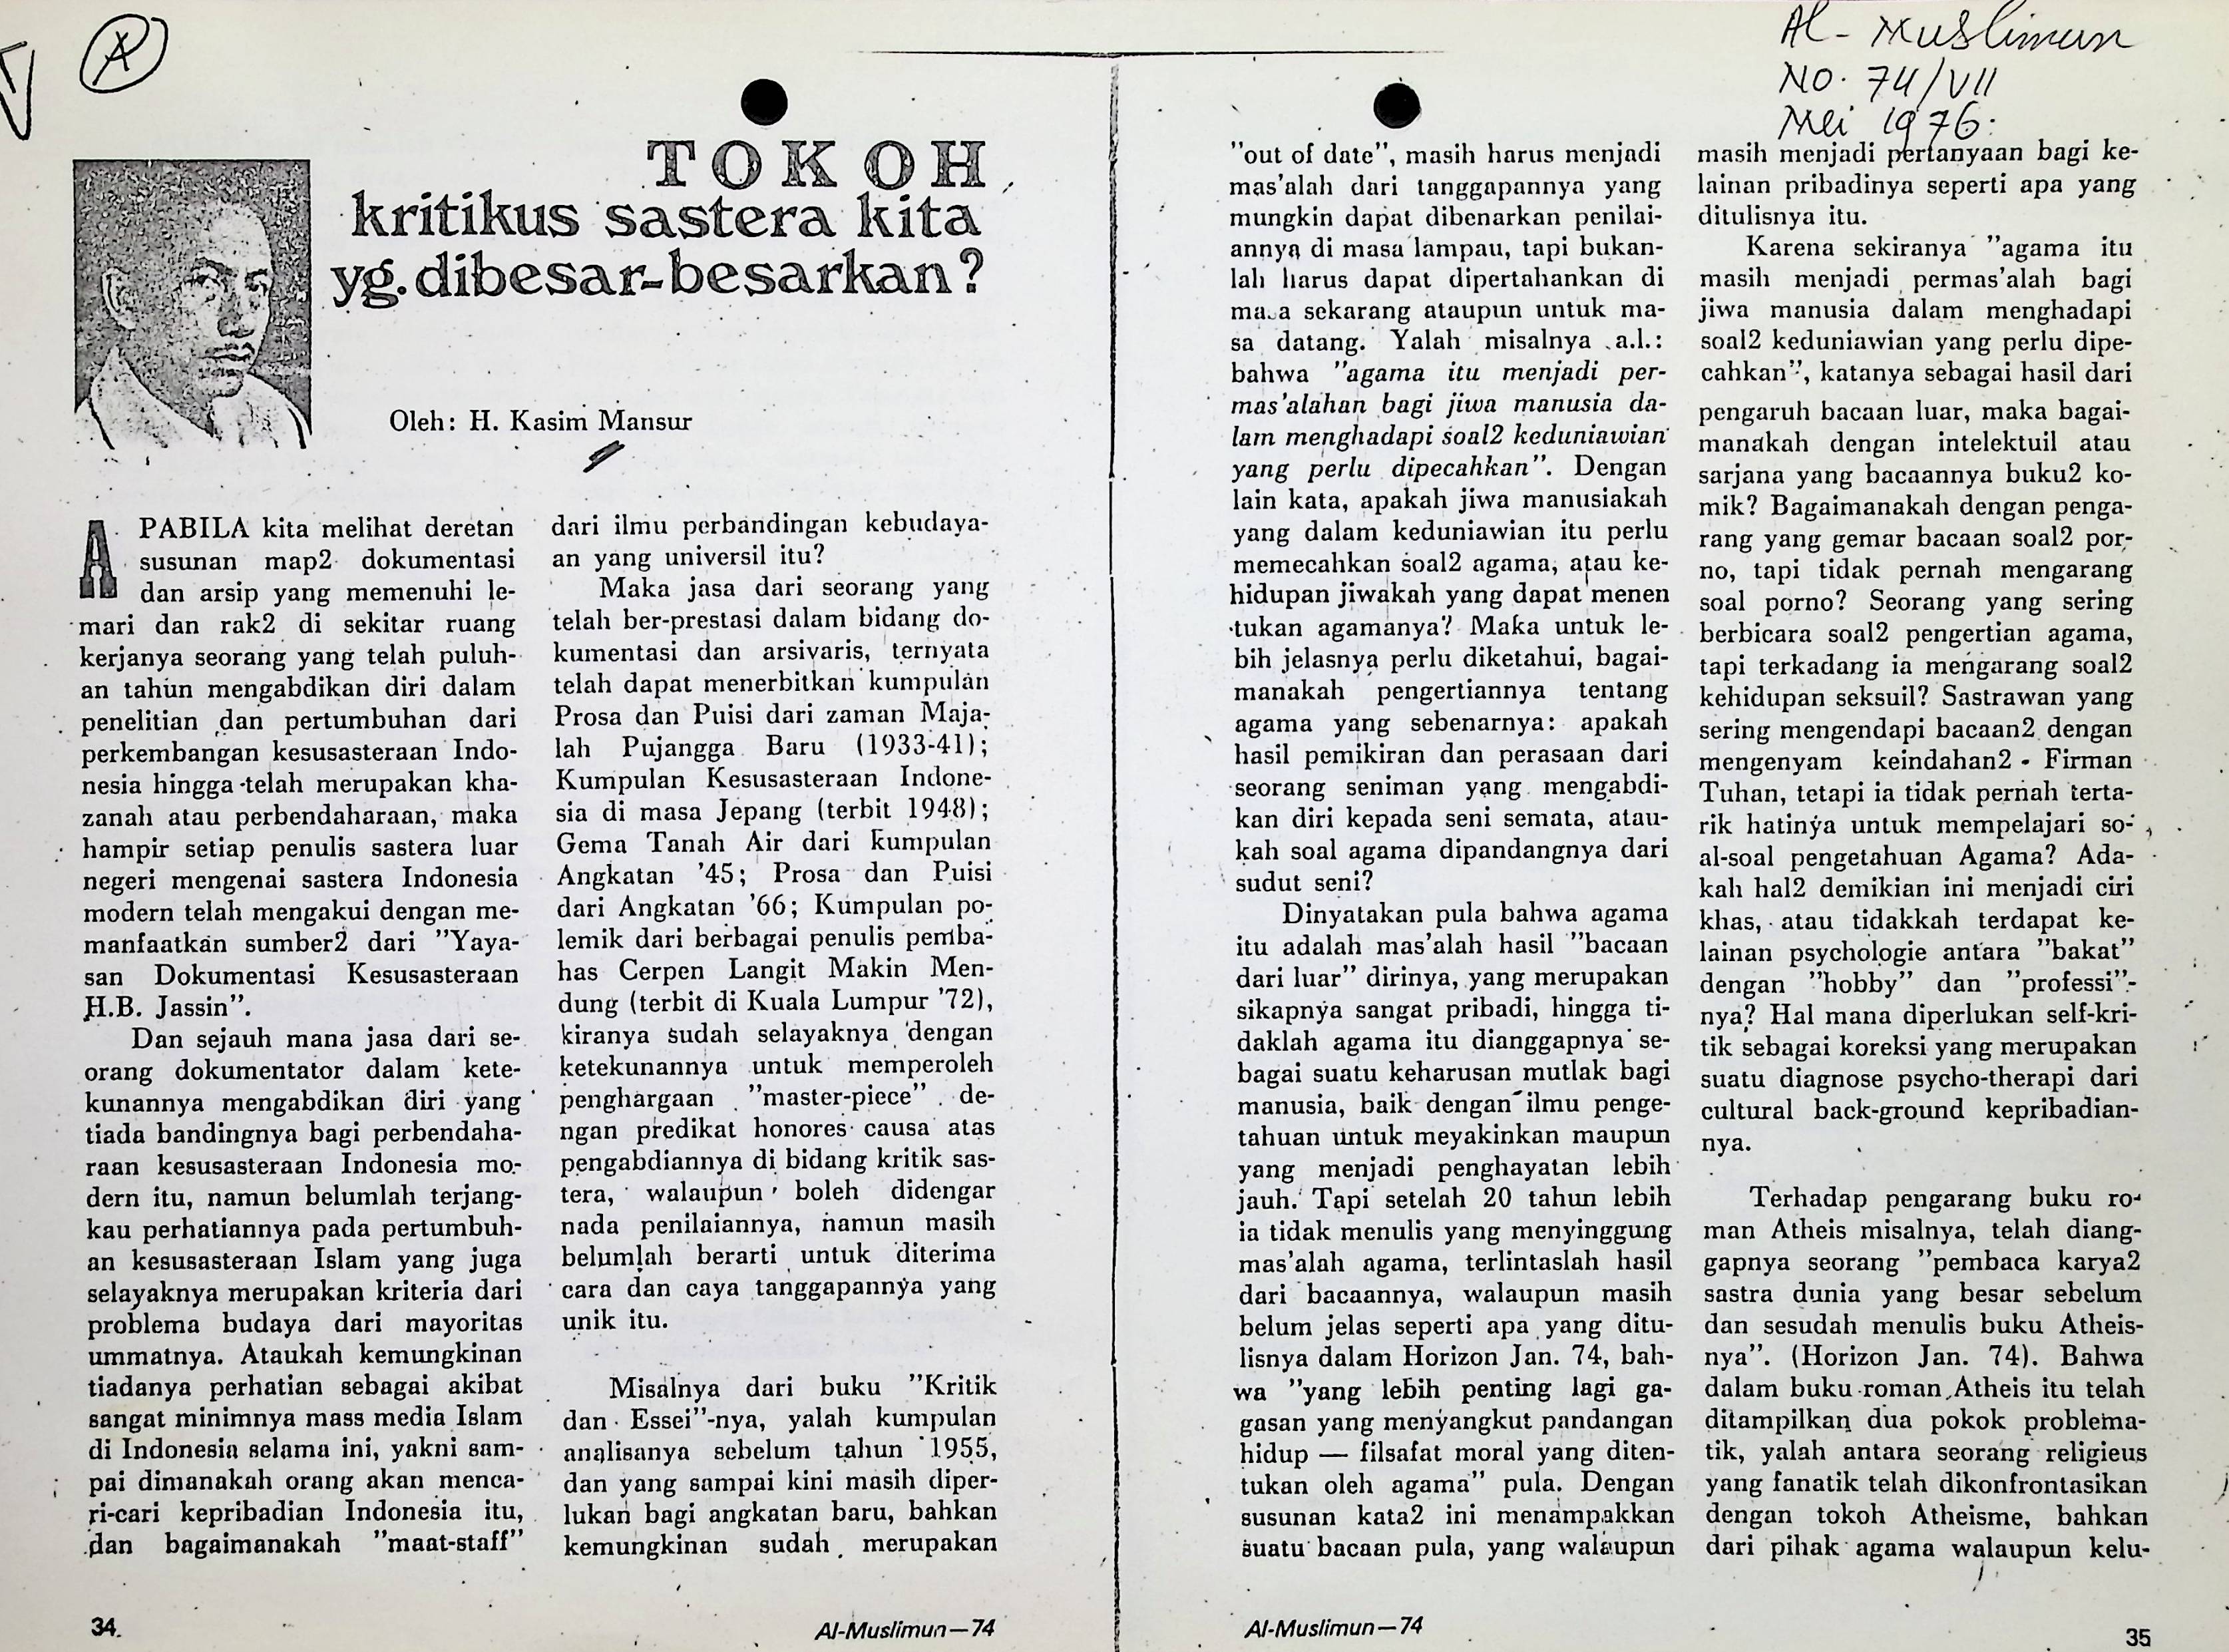 A
Al-Muslimun
No. 74/VII
Mei 1976.
TOKOH
kritikus sastera kita
yg. dibesar-besarkan?
Oleh: H. Kasim Mansur
APABILA kita melihat deretan
susunan map2 dokumentasi
dan arsip yang memenuhi le-
mari dan rak2 di sekitar ruang
kerjanya seorang yang telah puluh-
an tahun mengabdikan diri dalam
penelitian dan pertumbuhan dari
perkembangan kesusasteraan Indo-
nesia hingga telah merupakan kha-
zanah atau perbendaharaan, maka
hampir setiap penulis sastera luar
negeri mengenai sastera Indonesia
modern telah mengakui dengan me-
manfaatkan sumber2 dari "Yaya-
san Dokumentasi Kesusasteraan
H.B. Jassin".
Dan sejauh mana jasa dari se-
orang dokumentator dalam kete-
kunannya mengabdikan diri yang
tiada bandingnya bagi perbendaha-
raan kesusasteraan Indonesia mo-
dern itu, namun belumlah terjang-
kau perhatiannya pada pertumbuh-
an kesusasteraan Islam yang juga
selayaknya merupakan kriteria dari
problema budaya dari mayoritas
ummatnya. Ataukah kemungkinan
tiadanya perhatian sebagai akibat
sangat minimnya mass media Islam
di Indonesia selama ini, yakni sam-
pai dimanakah orang akan menca-
ri-cari kepribadian Indonesia itu,
dan bagaimanakah "maat-staff"
dari ilmu perbandingan kebudaya-
an yang universil itu?
Maka jasa dari seorang yang
telah ber-prestasi dalam bidang do-
kumentasi dan arsivaris, ternyata
telah dapat menerbitkan kumpulan
Prosa dan Puisi dari zaman Maja-
lah Pujangga Baru (1933-41);
Kumpulan Kesusasteraan Indone-
sia di masa Jepang (terbit 1948);
Gema Tanah Air dari kumpulan
Angkatan '45; Prosa dan Puisi
dari Angkatan '66; Kumpulan po-
lemik dari berbagai penulis pemba-
has Cerpen Langit Makin Men-
dung (terbit di Kuala Lumpur '72),
kiranya sudah selayaknya dengan
ketekunannya untuk memperoleh
penghargaan "master-piece" de-
ngan predikat honores causa atas
pengabdiannya di bidang kritik sas-
tera, walaupun boleh didengar
nada penilaiannya, namun masih
belumlah berarti untuk diterima
cara dan caya tanggapannya yang
unik itu.
Misalnya dari buku "Kritik
dan Essei"-nya, yalah kumpulan
analisanya sebelum tahun 1955,
dan yang sampai kini masih diper-
lukan bagi angkatan baru, bahkan
kemungkinan sudah merupakan
34.
Al-Muslimun—74
"out of date", masih harus menjadi
mas'alah dari tanggapannya yang
mungkin dapat dibenarkan penilai-
annya di masa lampau, tapi bukan-
lah harus dapat dipertahankan di
masa sekarang ataupun untuk ma-
sa datang. Yalah misalnya a.l.:
bahwa "agama itu menjadi per-
mas'alahan bagi jiwa manusia da-
lam menghadapi soal2 keduniawian
yang perlu dipecahkan". Dengan
lain kata, apakah jiwa manusiakah
yang dalam keduniawian itu perlu
memecahkan soal2 agama, atau ke-
hidupan jiwakah yang dapat menen
tukan agamanya? Maka untuk le-
bih jelasnya perlu diketahui, bagai-
manakah pengertiannya tentang
agama yang sebenarnya: apakah
hasil pemikiran dan perasaan dari
seorang seniman yang mengabdi-
kan diri kepada seni semata, atau-
kah soal agama dipandangnya dari
sudut seni?
Dinyatakan pula bahwa agama
itu adalah mas'alah hasil "bacaan
dari luar" dirinya, yang merupakan
sikapnya sangat pribadi, hingga ti-
daklah agama itu dianggapnya se-
bagai suatu keharusan mutlak bagi
manusia, baik dengan ilmu penge-
tahuan untuk meyakinkan maupun
yang menjadi penghayatan lebih
jauh. Tapi setelah 20 tahun lebih
ia tidak menulis yang menyinggung
mas'alah agama, terlintaslah hasil
dari bacaannya, walaupun masih
belum jelas seperti apa yang ditu-
lisnya dalam Horizon Jan. 74, bah-
wa "yang lebih penting lagi ga-
gasan yang menyangkut pandangan
hidup — filsafat moral yang diten-
tukan oleh agama" pula. Dengan
susunan kata2 ini menampakkan
suatu bacaan pula, yang walaupun
masih menjadi pertanyaan bagi ke-
lainan pribadinya seperti apa yang
ditulisnya itu.
Karena sekiranya "agama itu
masih menjadi permas'alah bagi
jiwa manusia dalam menghadapi
soal2 keduniawian yang perlu dipe-
cahkan", katanya sebagai hasil dari
pengaruh bacaan luar, maka bagai-
manakah dengan intelektuil atau
sarjana yang bacaannya buku2 ko-
mik? Bagaimanakah dengan penga-
rang yang gemar bacaan soal2 por-
no, tapi tidak pernah mengarang
soal porno? Seorang yang sering
berbicara soal2 pengertian agama,
tapi terkadang ia mengarang soal2
kehidupan seksuil? Sastrawan yang
sering mengendapi bacaan2 dengan
mengenyam keindahan2 - Firman
Tuhan, tetapi ia tidak pernah terta-
rik hatinya untuk mempelajari so-
al-soal pengetahuan Agama? Ada-
kah hal2 demikian ini menjadi ciri
khas, atau tidakkah terdapat ke-
lainan psychologie antara "bakat"
dengan "hobby" dan "professi"-
nya? Hal mana diperlukan self-kri-
tik sebagai koreksi yang merupakan
suatu diagnose psycho-therapi dari
cultural back-ground kepribadian-
nya.
Terhadap pengarang buku ro-
man Atheis misalnya, telah diang-
gapnya seorang "pembaca karya2
sastra dunia yang besar sebelum
dan sesudah menulis buku Atheis-
nya". (Horizon Jan. 74). Bahwa
dalam buku roman Atheis itu telah
ditampilkan dua pokok problema-
tik, yalah antara seorang religieus
yang fanatik telah dikonfrontasikan
dengan tokoh Atheisme, bahkan
dari pihak agama walaupun kelu-
Al-Muslimun—74
35